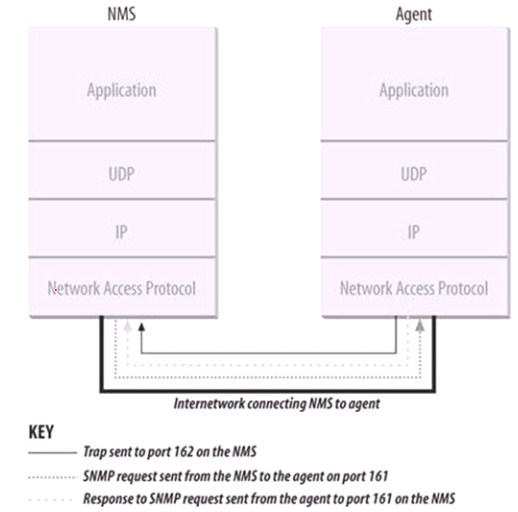 NMS Agent
Application Application
UDP UDP
IP IP
Network Access Protocol Network Access Protocol
Internetwork connecting NMS to agent
KEY
Trap sent to port 162 on the NMS
SNMP request sent from the NMS to the agent on port 161
Response to SNMP request sent from the agent to port 161 on the NMS